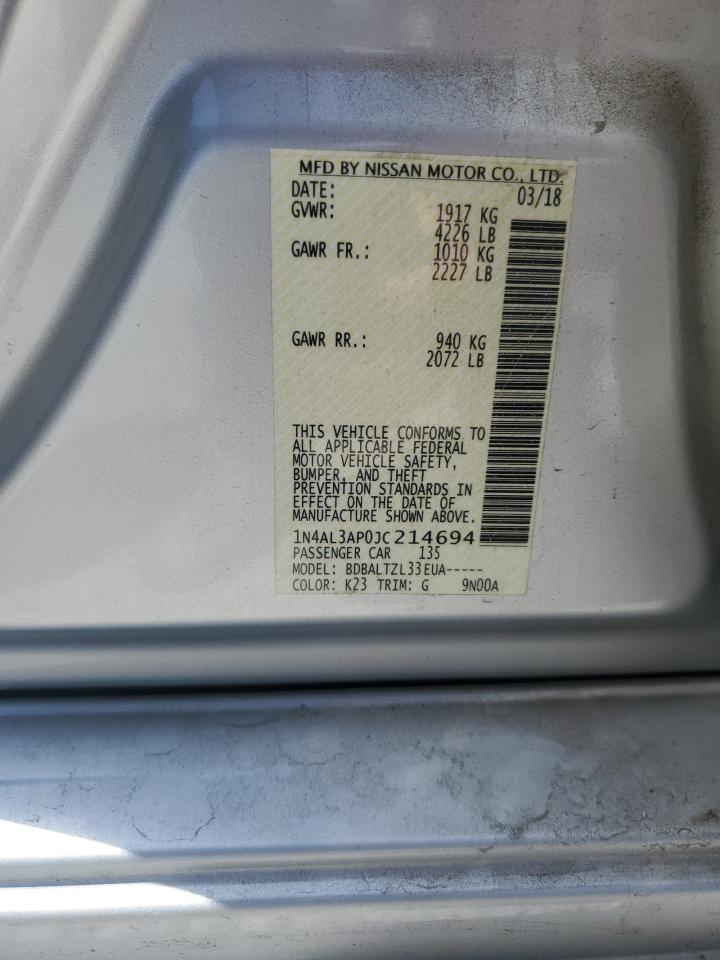 MFD BY NISSAN MOTOR CO., LTD.
DATE: 03/18
GVWR: 1917 KG
4226 LB
GAWR FR.: 1010 KG
2227 LB
GAWR RR.: 940 KG
2072 LB
THIS VEHICLE CONFORMS TO
ALL APPLICABLE FEDERAL
MOTOR VEHICLE SAFETY,
BUMPER, AND THEFT
PREVENTION STANDARDS IN
EFFECT ON THE DATE OF
MANUFACTURE SHOWN ABOVE.
1N4AL3AP0JC214694
PASSENGER CAR 135
MODEL: BDBALTZL33EUA-----
COLOR: K23 TRIM: G 9N00A